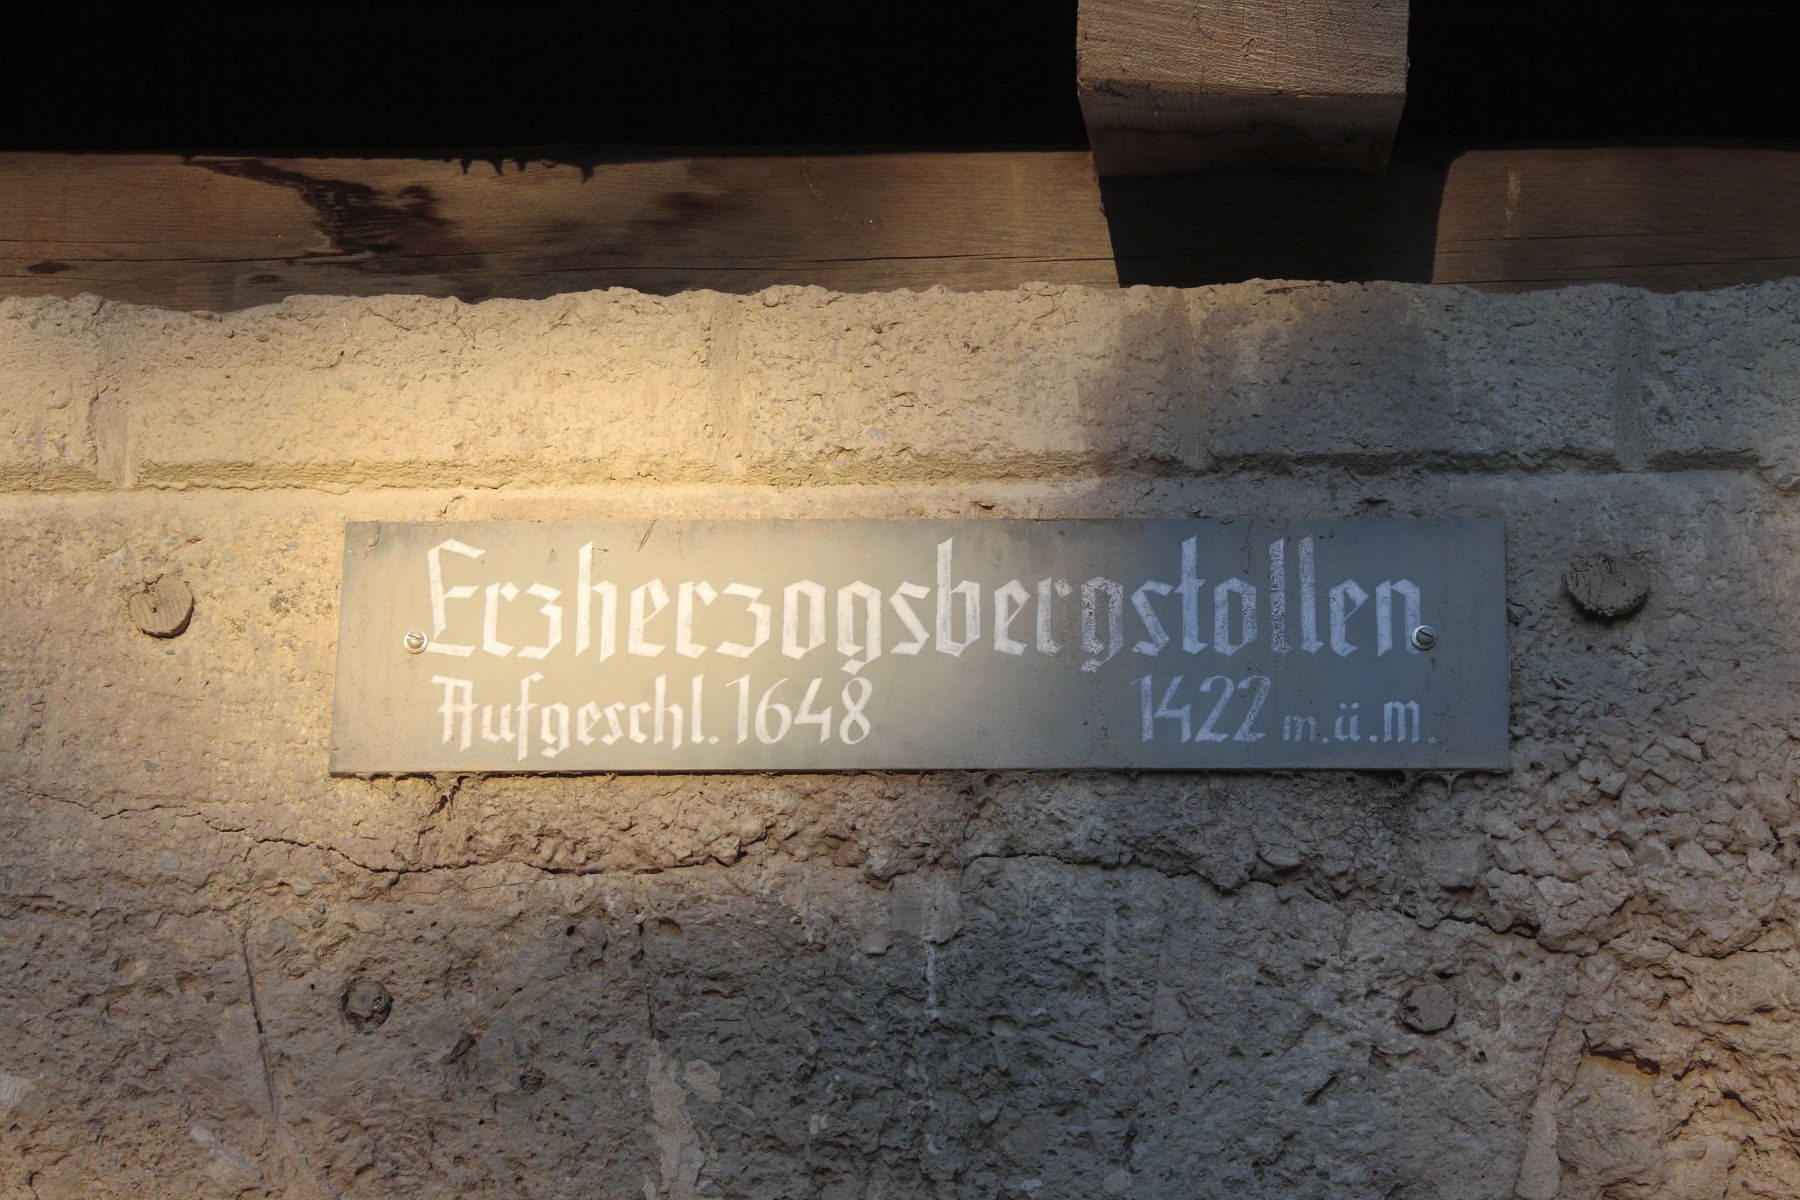 Erzherzogsbergstollen
Aufgeschl. 1648 1422 m.ü.m.